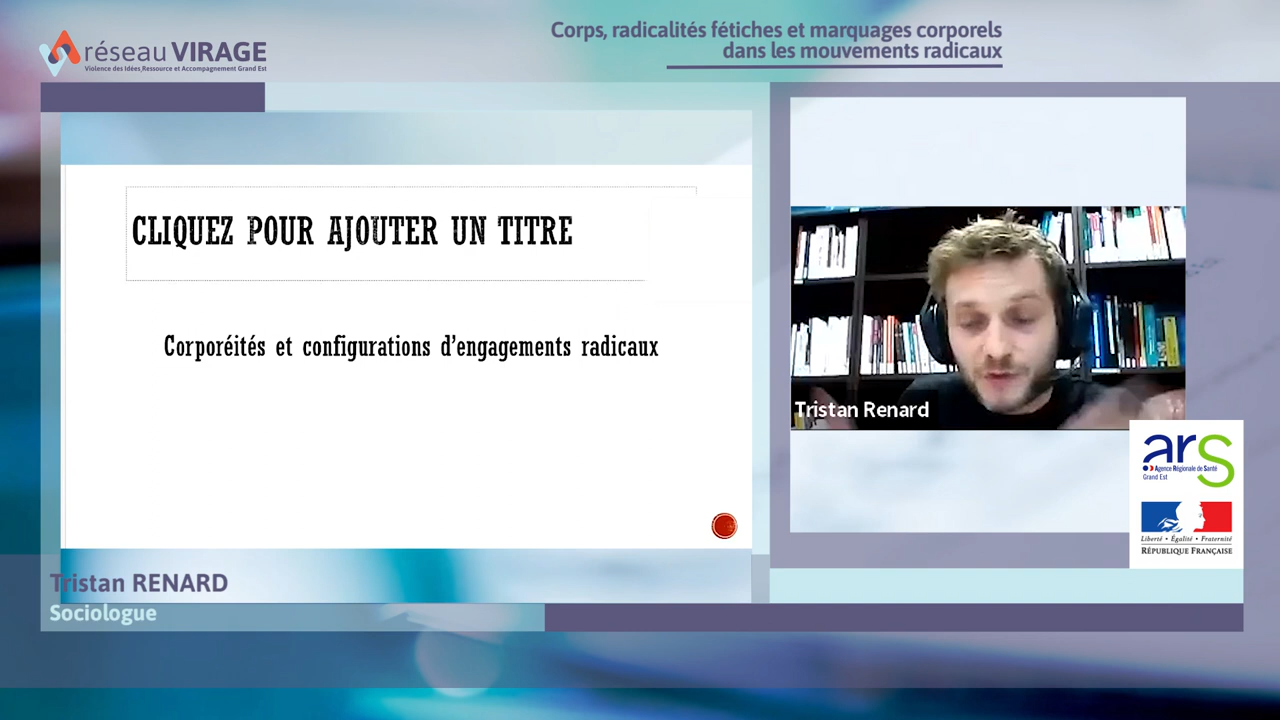 réseau VIRAGE
Violence des Idées,Ressource et Accompagnement Grand Est
Corps, radicalités fétiches et marquages corporels
dans les mouvements radicaux
CLIQUEZ POUR AJOUTER UN TITRE
Corporéités et configurations d'engagements radicaux
Tristan Renard
ars
Agence Régionale de Santé
Grand Est
Liberté • Égalité • Fraternité
RÉPUBLIQUE FRANÇAISE
Tristan RENARD
Sociologue